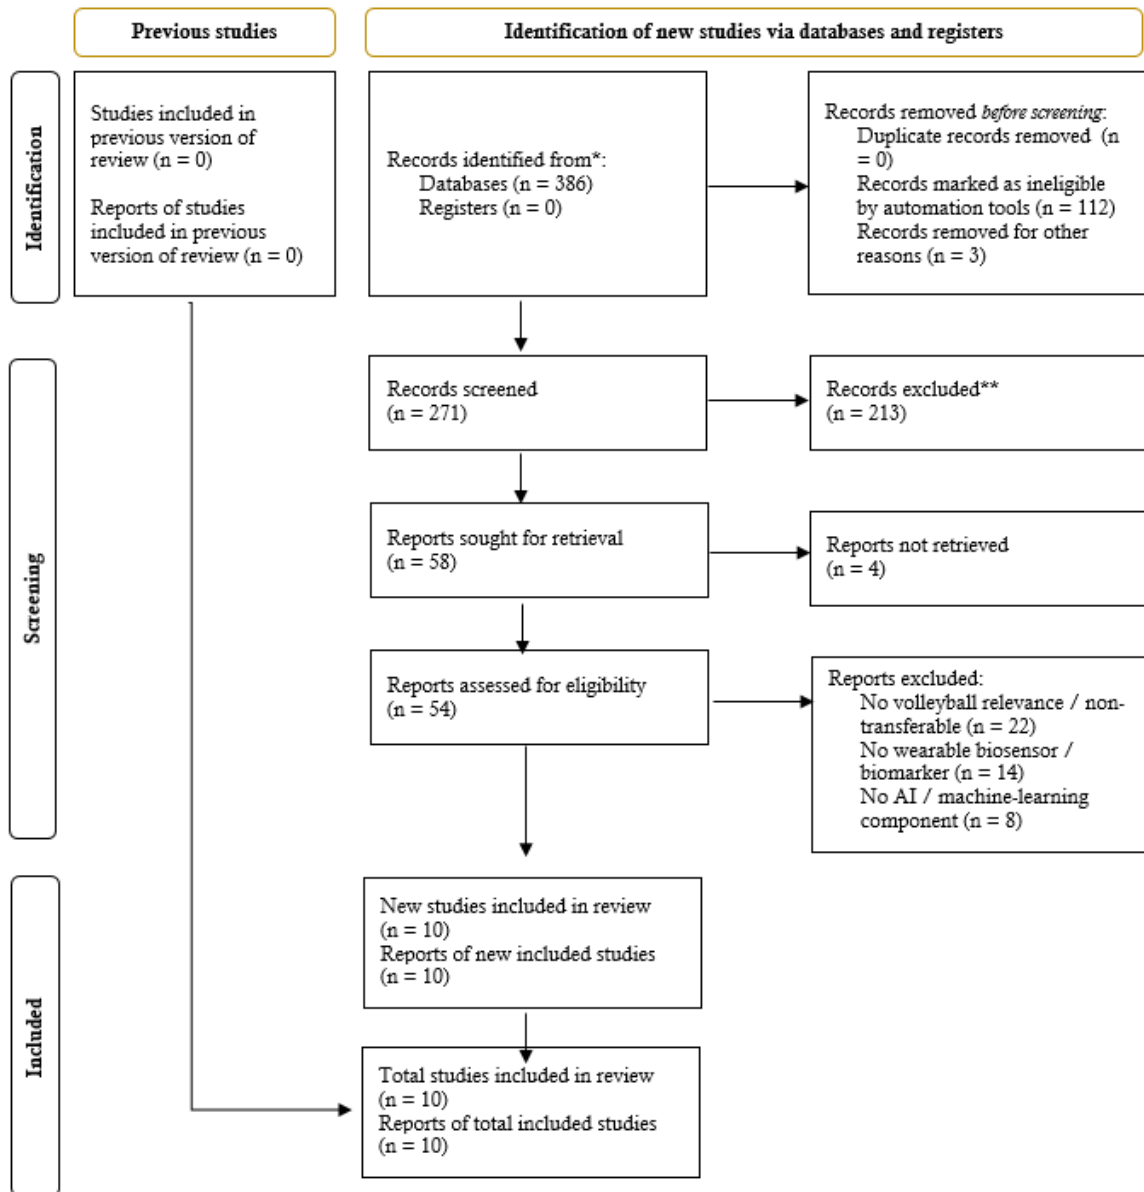 Previous studies
Identification of new studies via databases and registers
Identification
Studies included in
previous version of
review (n = 0)
Reports of studies
included in previous
version of review (n = 0)
Records identified from*:
Databases (n = 386)
Registers (n = 0)
Records removed before screening:
Duplicate records removed (n
= 0)
Records marked as ineligible
by automation tools (n = 112)
Records removed for other
reasons (n = 3)
Screening
Records screened
(n = 271)
Records excluded**
(n = 213)
Reports sought for retrieval
(n = 58)
Reports not retrieved
(n = 4)
Reports assessed for eligibility
(n = 54)
Reports excluded:
No volleyball relevance / non-
transferable (n = 22)
No wearable biosensor /
biomarker (n = 14)
No AI / machine-learning
component (n = 8)
Included
New studies included in review
(n = 10)
Reports of new included studies
(n = 10)
Total studies included in review
(n = 10)
Reports of total included studies
(n = 10)